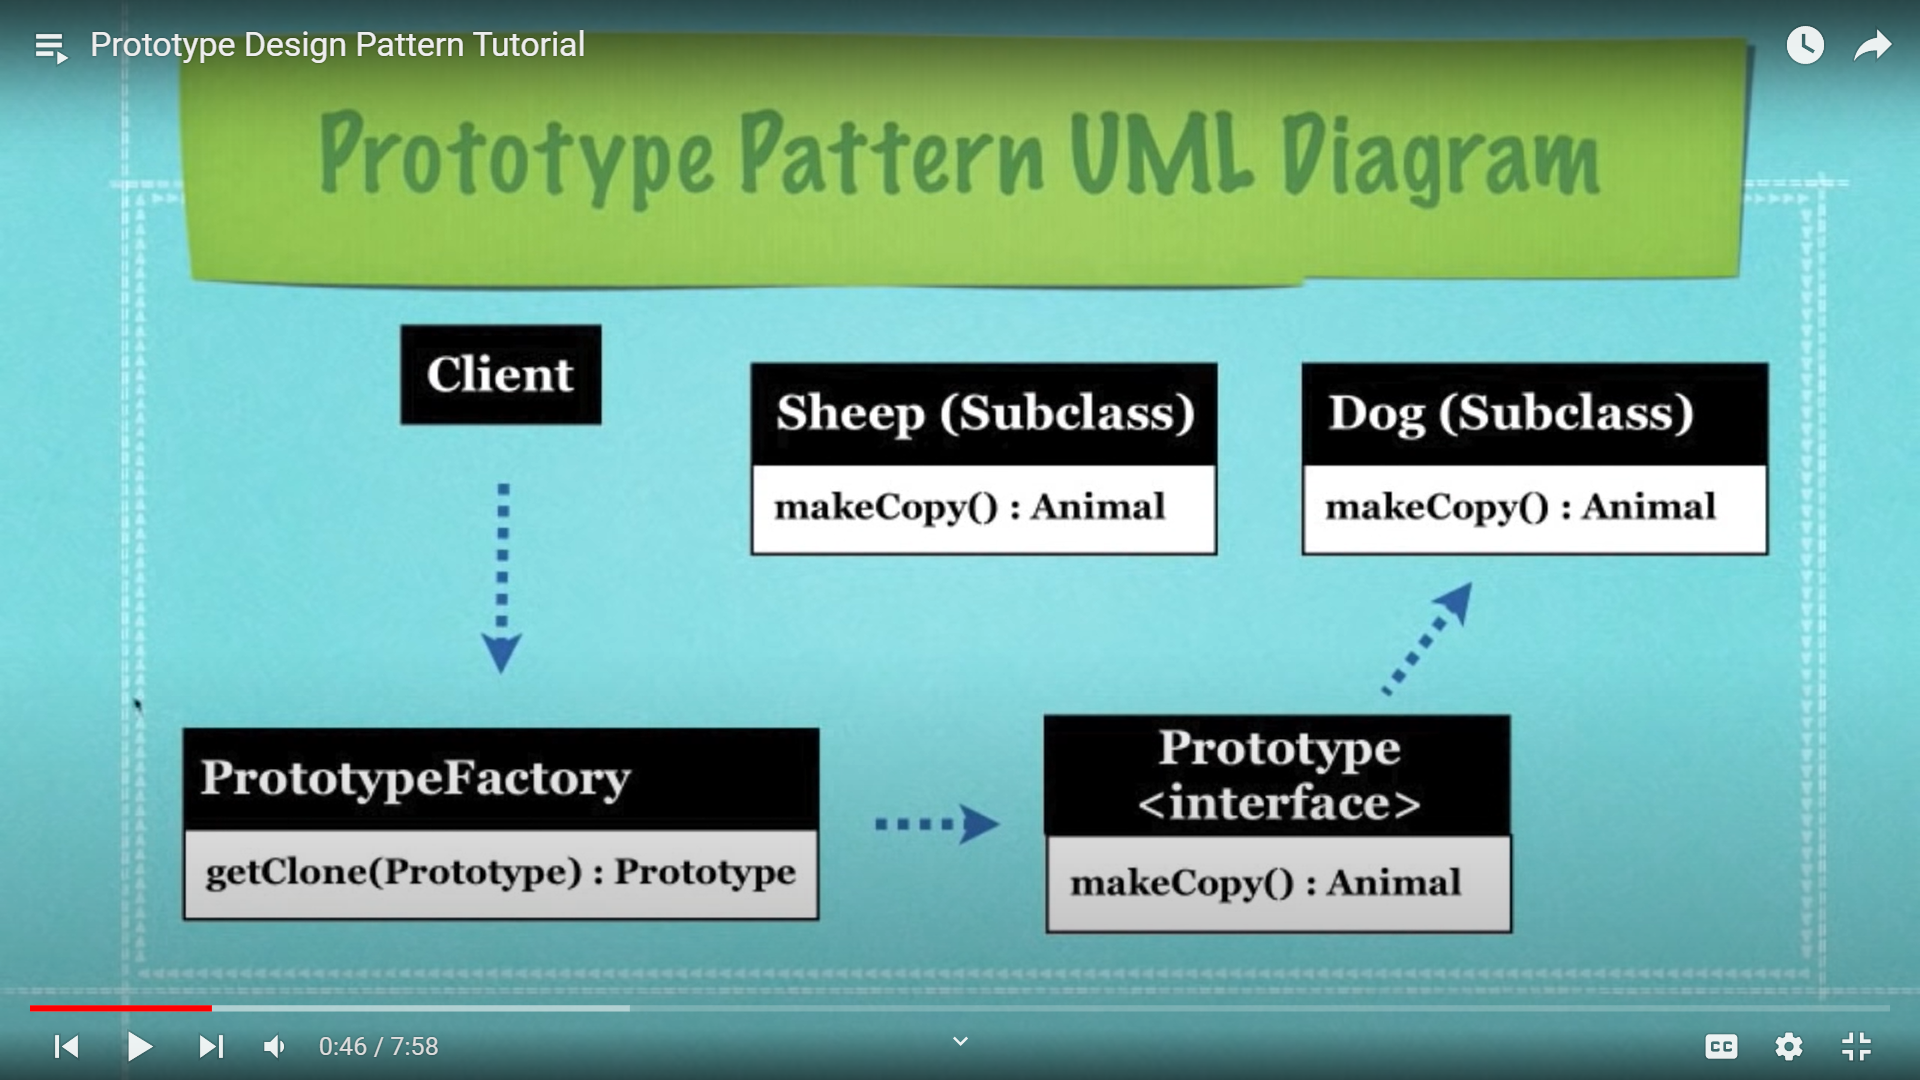 Prototype Design Pattern Tutorial
Prototype Pattern UML Diagram
Client
Sheep (Subclass)
makeCopy() : Animal
Dog (Subclass)
makeCopy() : Animal
PrototypeFactory
getClone(Prototype) : Prototype
Prototype
<interface>
makeCopy() : Animal
0:46 / 7:58
CC